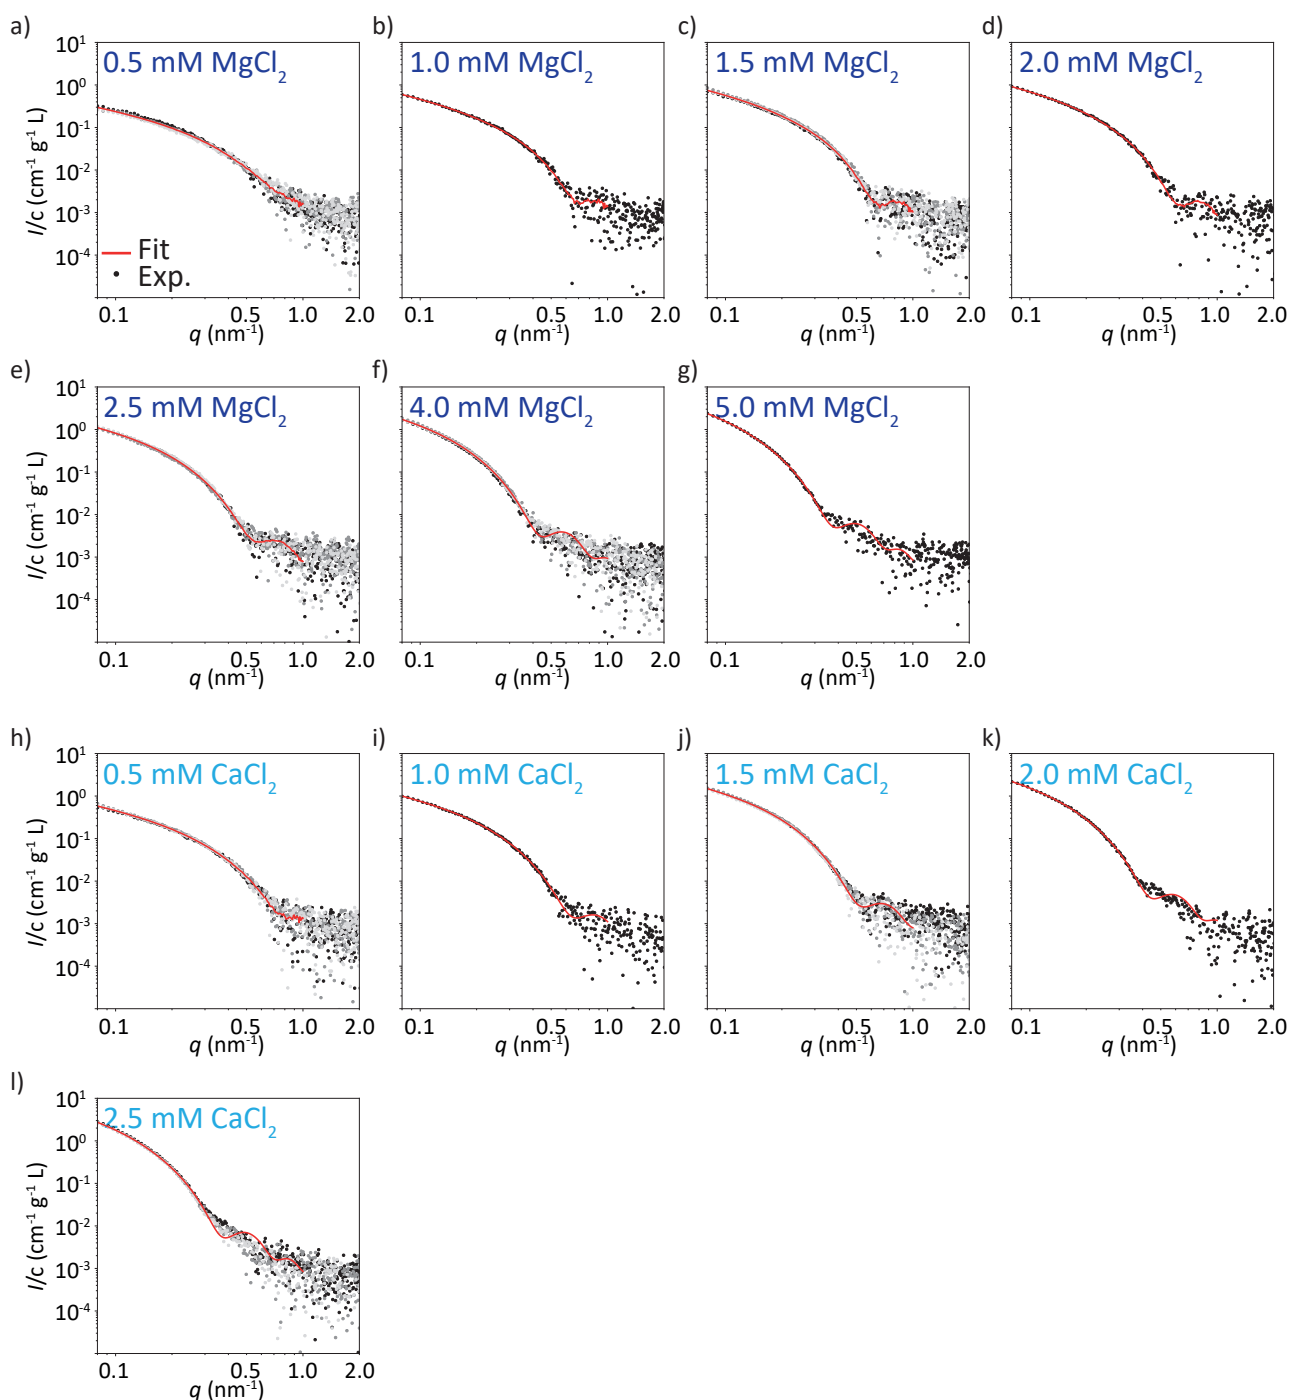 a)
0.5 mM MgCl₂
10¹
10⁰
10⁻¹
10⁻²
10⁻³
10⁻⁴
I/c (cm⁻¹ g⁻¹ L)
Fit
Exp.
0.1 0.5 1.0 2.0
q (nm⁻¹)
b)
1.0 mM MgCl₂
0.1 0.5 1.0 2.0
q (nm⁻¹)
c)
1.5 mM MgCl₂
0.1 0.5 1.0 2.0
q (nm⁻¹)
d)
2.0 mM MgCl₂
0.1 0.5 1.0 2.0
q (nm⁻¹)
e)
2.5 mM MgCl₂
10¹
10⁰
10⁻¹
10⁻²
10⁻³
10⁻⁴
I/c (cm⁻¹ g⁻¹ L)
0.1 0.5 1.0 2.0
q (nm⁻¹)
f)
4.0 mM MgCl₂
0.1 0.5 1.0 2.0
q (nm⁻¹)
g)
5.0 mM MgCl₂
0.1 0.5 1.0 2.0
q (nm⁻¹)
h)
0.5 mM CaCl₂
10¹
10⁰
10⁻¹
10⁻²
10⁻³
10⁻⁴
I/c (cm⁻¹ g⁻¹ L)
0.1 0.5 1.0 2.0
q (nm⁻¹)
i)
1.0 mM CaCl₂
0.1 0.5 1.0 2.0
q (nm⁻¹)
j)
1.5 mM CaCl₂
0.1 0.5 1.0 2.0
q (nm⁻¹)
k)
2.0 mM CaCl₂
0.1 0.5 1.0 2.0
q (nm⁻¹)
l)
2.5 mM CaCl₂
10¹
10⁰
10⁻¹
10⁻²
10⁻³
10⁻⁴
I/c (cm⁻¹ g⁻¹ L)
0.1 0.5 1.0 2.0
q (nm⁻¹)